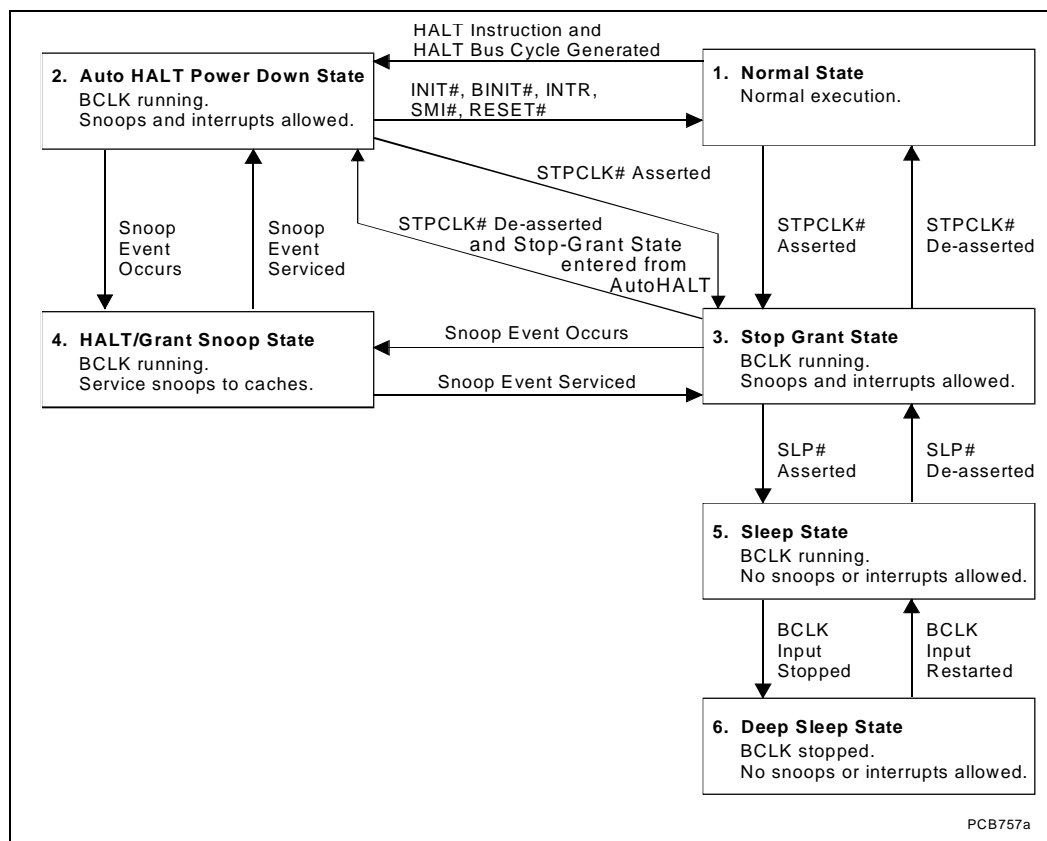 HALT Instruction and
HALT Bus Cycle Generated
2. Auto HALT Power Down State
BCLK running.
Snoops and interrupts allowed.
1. Normal State
Normal execution.
INIT#, BINIT#, INTR,
SMI#, RESET#
STPCLK# Asserted
STPCLK# De-asserted
and Stop-Grant State
entered from
AutoHALT
Snoop
Event
Occurs
Snoop
Event
Serviced
STPCLK#
Asserted
STPCLK#
De-asserted
4. HALT/Grant Snoop State
BCLK running.
Service snoops to caches.
Snoop Event Occurs
Snoop Event Serviced
3. Stop Grant State
BCLK running.
Snoops and interrupts allowed.
SLP#
Asserted
SLP#
De-asserted
5. Sleep State
BCLK running.
No snoops or interrupts allowed.
BCLK
Input
Stopped
BCLK
Input
Restarted
6. Deep Sleep State
BCLK stopped.
No snoops or interrupts allowed.
PCB757a